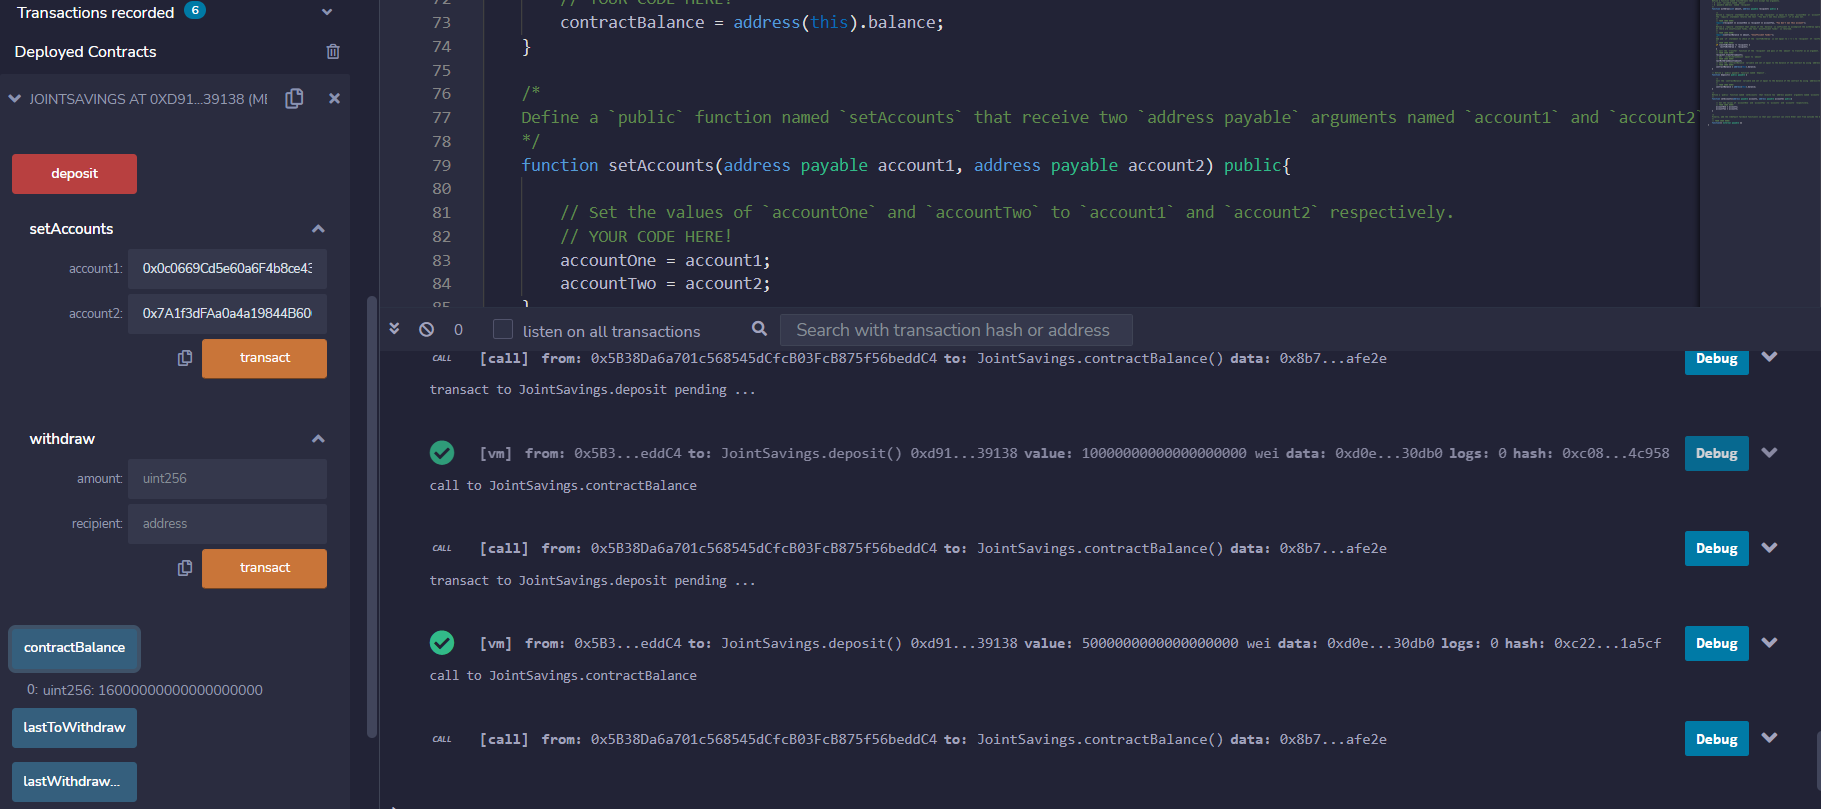 Transactions recorded 6
Deployed Contracts
JOINTSAVINGS AT 0XD91...39138 (ME
deposit
setAccounts
account1: 0x0c0669Cd5e60a6F4b8ce43
account2: 0x7A1f3dFAa0a4a19844B60
transact
withdraw
amount: uint256
recipient: address
transact
contractBalance
0: uint256: 16000000000000000000
lastToWithdraw
lastWithdraw...
72 // YOUR CODE HERE!
73 contractBalance = address(this).balance;
74 }
75
76 /*
77 Define a `public` function named `setAccounts` that receive two `address payable` arguments named `account1` and `account2`
78 */
79 function setAccounts(address payable account1, address payable account2) public{
80
81 // Set the values of `accountOne` and `accountTwo` to `account1` and `account2` respectively.
82 // YOUR CODE HERE!
83 accountOne = account1;
84 accountTwo = account2;
85 }
0 listen on all transactions Search with transaction hash or address
CALL [call] from: 0x5B38Da6a701c568545dCfcB03FcB875f56beddC4 to: JointSavings.contractBalance() data: 0x8b7...afe2e Debug
transact to JointSavings.deposit pending ...
[vm] from: 0x5B3...eddC4 to: JointSavings.deposit() 0xd91...39138 value: 10000000000000000000 wei data: 0xd0e...30db0 logs: 0 hash: 0xc08...4c958 Debug
call to JointSavings.contractBalance
CALL [call] from: 0x5B38Da6a701c568545dCfcB03FcB875f56beddC4 to: JointSavings.contractBalance() data: 0x8b7...afe2e Debug
transact to JointSavings.deposit pending ...
[vm] from: 0x5B3...eddC4 to: JointSavings.deposit() 0xd91...39138 value: 5000000000000000000 wei data: 0xd0e...30db0 logs: 0 hash: 0xc22...1a5cf Debug
call to JointSavings.contractBalance
CALL [call] from: 0x5B38Da6a701c568545dCfcB03FcB875f56beddC4 to: JointSavings.contractBalance() data: 0x8b7...afe2e Debug